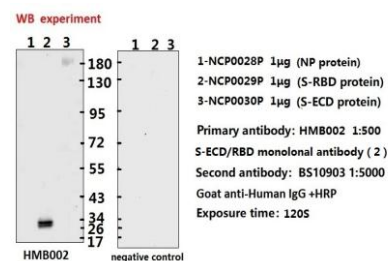 WB experiment
1 2 3
1 2 3
180
130
95
72
55
43
34
26
17
HMB002
negative control
1-NCP0028P 1μg (NP protein)
2-NCP0029P 1μg (S-RBD protein)
3-NCP0030P 1μg (S-ECD protein)
Primary antibody: HMB002 1:500
S-ECD/RBD monolonal antibody ( 2 )
Second antibody: BS10903 1:5000
Goat anti-Human IgG +HRP
Exposure time: 120S